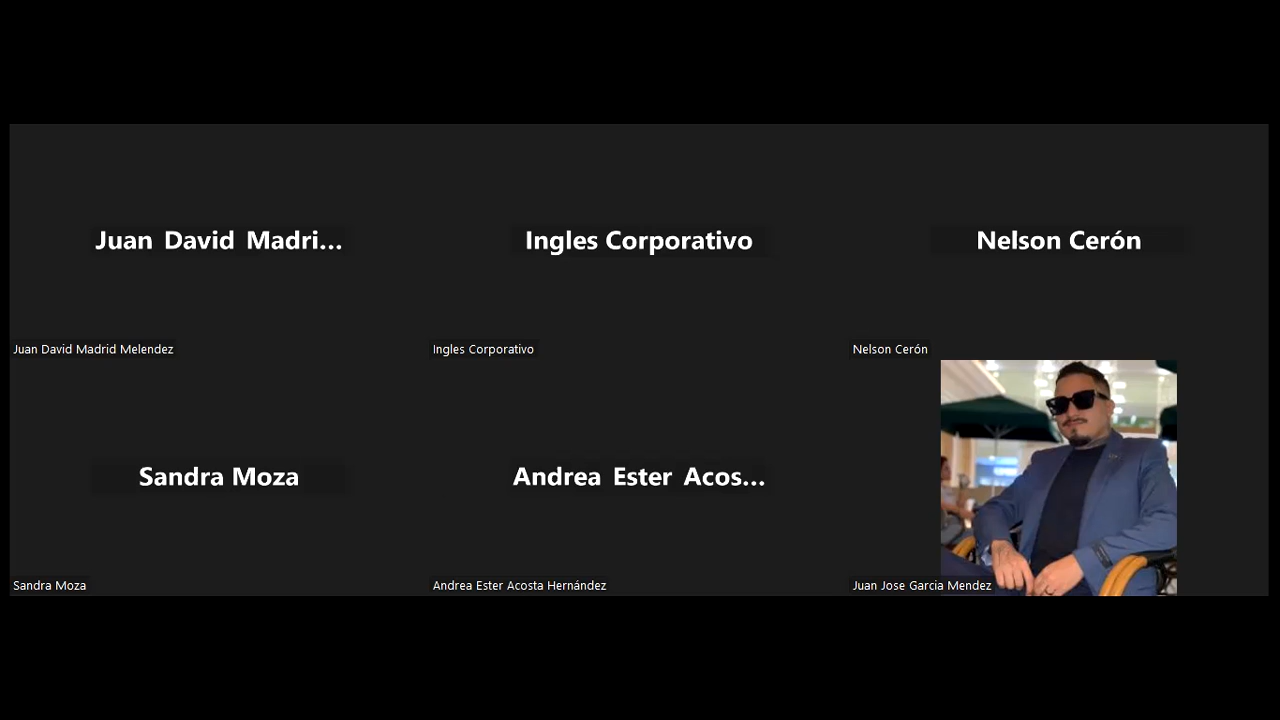 Juan David Madri...
Ingles Corporativo
Nelson Cerón
Juan David Madrid Melendez
Ingles Corporativo
Nelson Cerón
Sandra Moza
Andrea Ester Acos...
Sandra Moza
Andrea Ester Acosta Hernández
Juan Jose Garcia Mendez